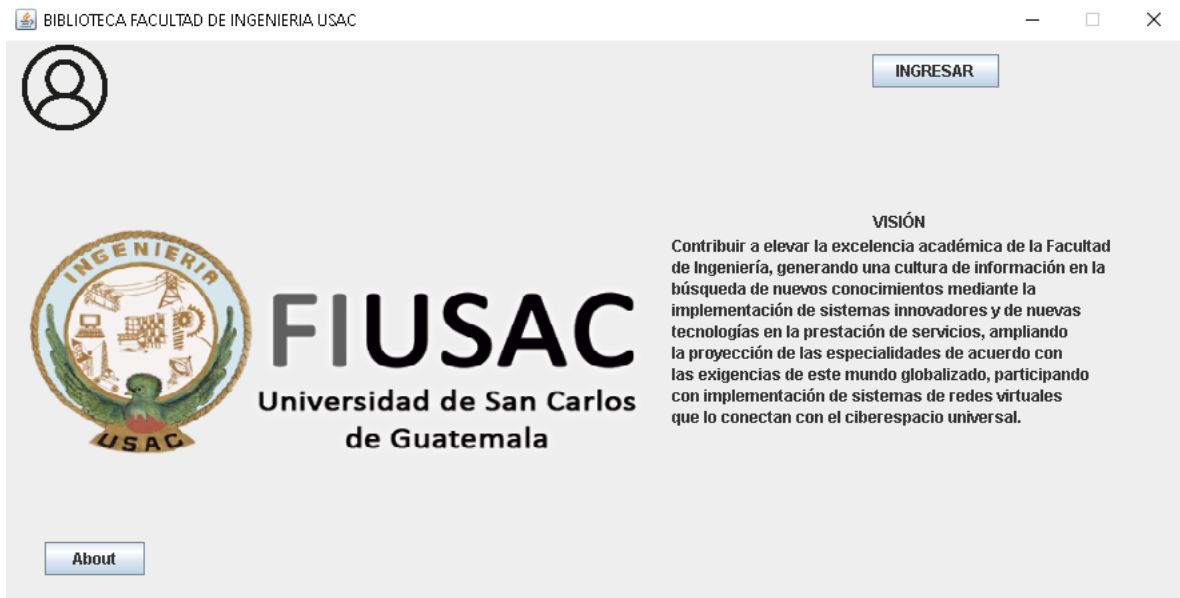 BIBLIOTECA FACULTAD DE INGENIERIA USAC
INGRESAR
INGENIERIA
USAC
FIUSAC
Universidad de San Carlos
de Guatemala
VISIÓN
Contribuir a elevar la excelencia académica de la Facultad
de Ingeniería, generando una cultura de información en la
búsqueda de nuevos conocimientos mediante la
implementación de sistemas innovadores y de nuevas
tecnologías en la prestación de servicios, ampliando
la proyección de las especialidades de acuerdo con
las exigencias de este mundo globalizado, participando
con implementación de sistemas de redes virtuales
que lo conectan con el ciberespacio universal.
About